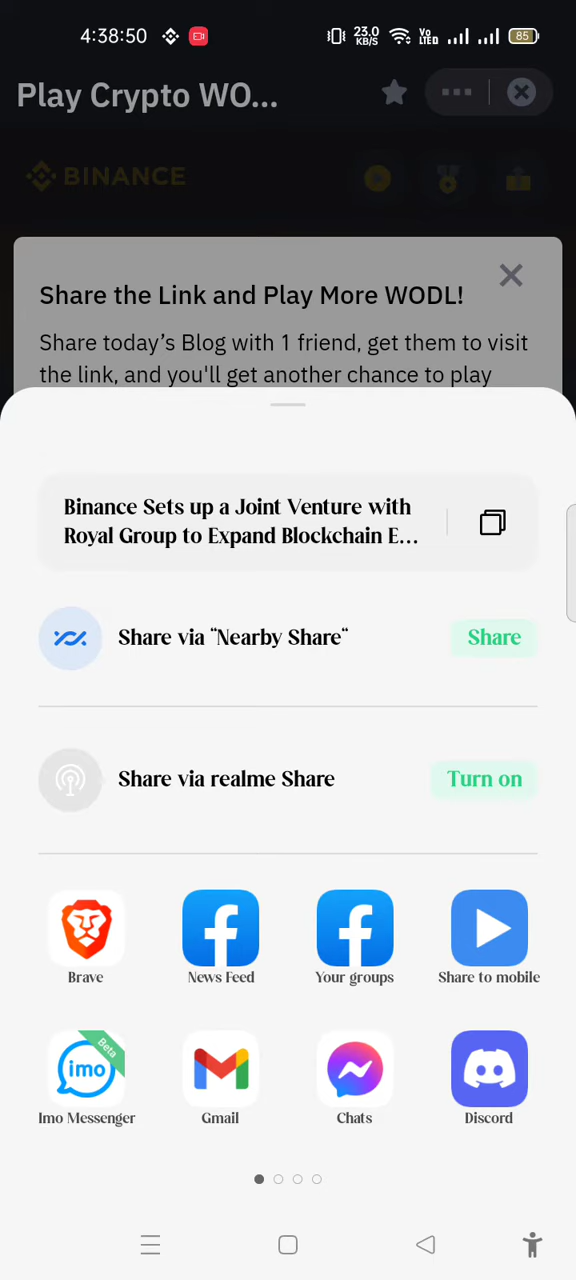 4:38:50
23.0
KB/S
Vo
LTED
85
Play Crypto WO...
BINANCE
Share the Link and Play More WODL!
Share today’s Blog with 1 friend, get them to visit
the link, and you'll get another chance to play
Binance Sets up a Joint Venture with
Royal Group to Expand Blockchain E...
Share via "Nearby Share"
Share
Share via realme Share
Turn on
Brave
News Feed
Your groups
Share to mobile
Beta
imo
Imo Messenger
Gmail
Chats
Discord